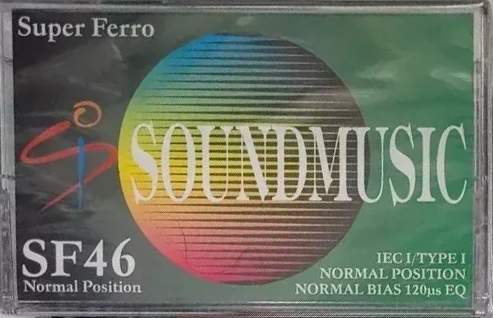 Super Ferro
SOUNDMUSIC
SF46
Normal Position
IEC I/TYPE I
NORMAL POSITION
NORMAL BIAS 120μs EQ